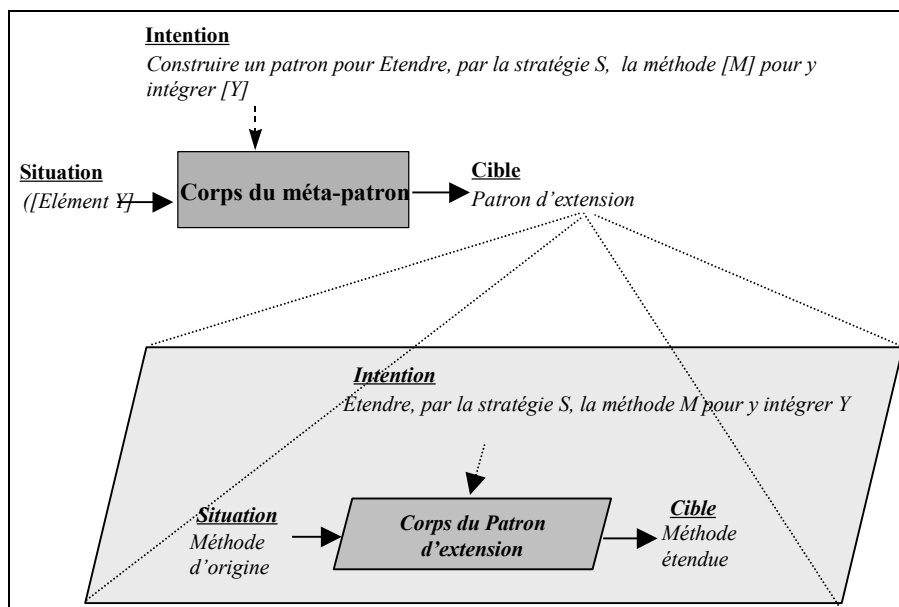 Intention
Construire un patron pour Etendre, par la stratégie S, la méthode [M] pour y
intégrer [Y]
Situation
([Elément Y]
Corps du méta-patron
Cible
Patron d'extension
Intention
Etendre, par la stratégie S, la méthode M pour y intégrer Y
Situation
Méthode
d'origine
Corps du Patron
d'extension
Cible
Méthode
étendue